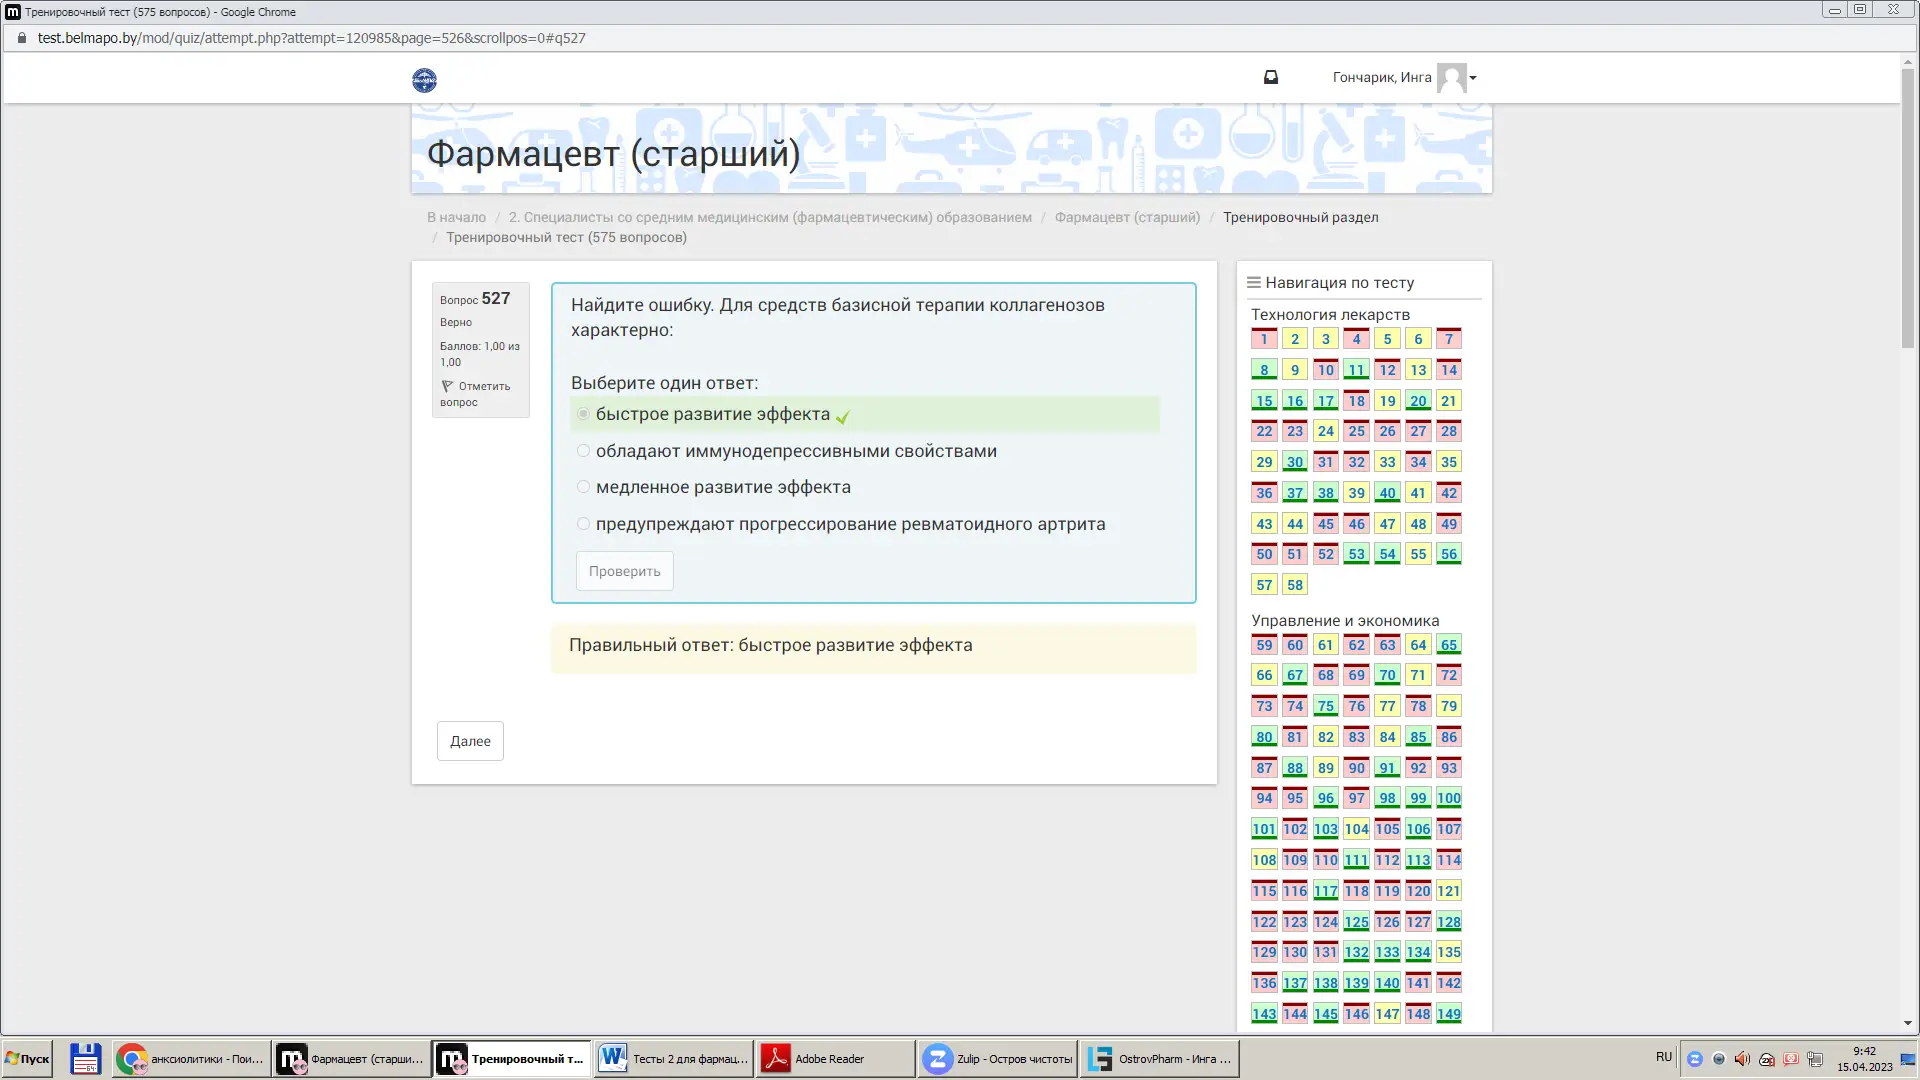 Тренировочный тест (575 вопросов) - Google Chrome
test.belmapo.by/mod/quiz/attempt.php?attempt=120985&page=526&scrollpos=0#q527
Гончарик, Инга
Фармацевт (старший)
В начало / 2. Специалисты со средним медицинским (фармацевтическим) образованием / Фармацевт (старший) / Тренировочный раздел
/ Тренировочный тест (575 вопросов)
Вопрос 527
Верно
Баллов: 1,00 из
1,00
Отметить
вопрос
Найдите ошибку. Для средств базисной терапии коллагенозов
характерно:
Выберите один ответ:
быстрое развитие эффекта
обладают иммунодепрессивными свойствами
медленное развитие эффекта
предупреждают прогрессирование ревматоидного артрита
Проверить
Правильный ответ: быстрое развитие эффекта
Далее
Навигация по тесту
Технология лекарств
1 2 3 4 5 6 7
8 9 10 11 12 13 14
15 16 17 18 19 20 21
22 23 24 25 26 27 28
29 30 31 32 33 34 35
36 37 38 39 40 41 42
43 44 45 46 47 48 49
50 51 52 53 54 55 56
57 58
Управление и экономика
59 60 61 62 63 64 65
66 67 68 69 70 71 72
73 74 75 76 77 78 79
80 81 82 83 84 85 86
87 88 89 90 91 92 93
94 95 96 97 98 99 100
101 102 103 104 105 106 107
108 109 110 111 112 113 114
115 116 117 118 119 120 121
122 123 124 125 126 127 128
129 130 131 132 133 134 135
136 137 138 139 140 141 142
143 144 145 146 147 148 149
Пуск
анксиолитики - Пои...
Фармацевт (старши...
Тренировочный т...
Тесты 2 для фармац...
Adobe Reader
Zulip - Остров чистоты
OstrovPharm - Инга ...
RU
9:42
15.04.2023